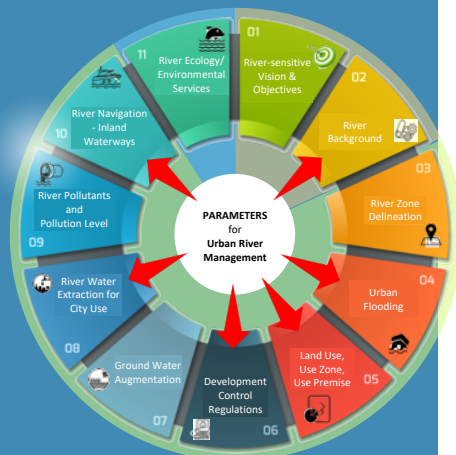 01
River-sensitive
Vision &
Objectives
02
River
Background
03
River Zone
Delineation
04
Urban
Flooding
05
Land Use,
Use Zone,
Use Premise
06
Development
Control
Regulations
07
Ground Water
Augmentation
08
River Water
Extraction for
City Use
09
River Pollutants
and
Pollution Level
10
River Navigation
- Inland
Waterways
11
River Ecology/
Environmental
Services
PARAMETERS
for
Urban River
Management